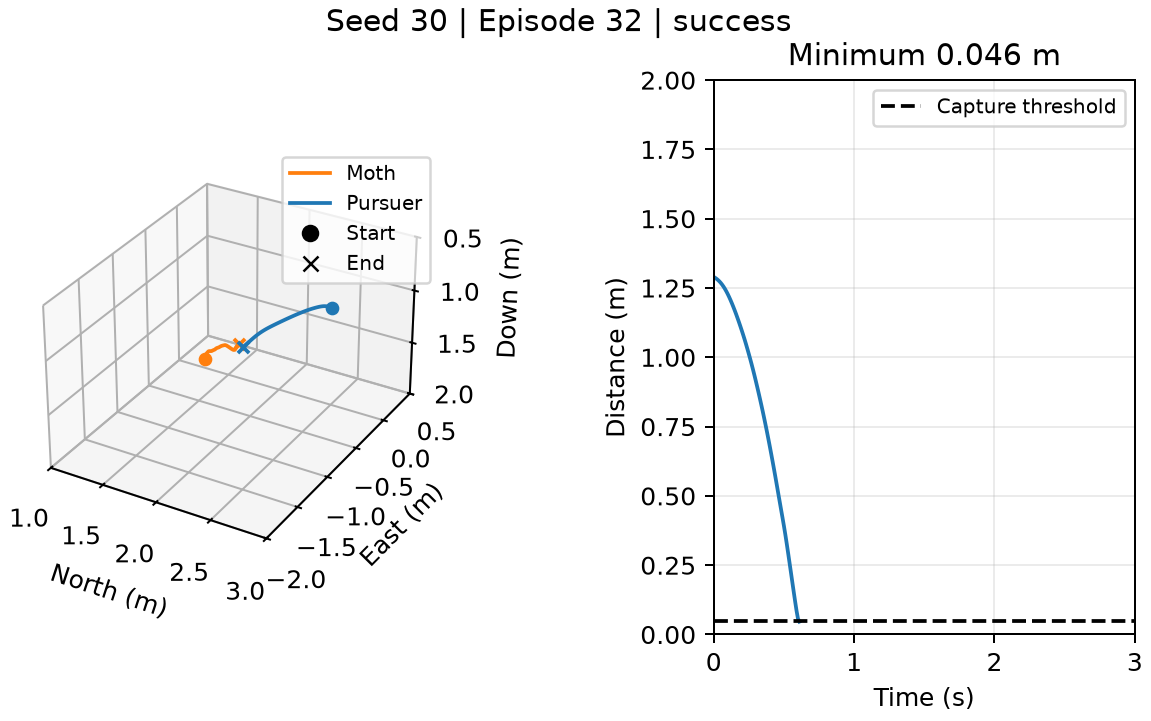 Seed 30 | Episode 32 | success
Moth
Pursuer
Start
End
0.5
1.0
1.5
2.0
Down (m)
0.5
0.0
−0.5
−1.0
−1.5
−2.0
East (m)
1.0
1.5
2.0
2.5
3.0
North (m)
Minimum 0.046 m
Capture threshold
2.00
1.75
1.50
1.25
1.00
0.75
0.50
0.25
0.00
Distance (m)
0 1 2 3
Time (s)